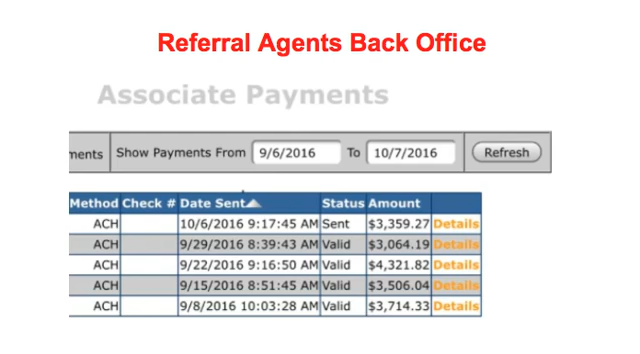 Referral Agents Back Office
Associate Payments
ments Show Payments From 9/6/2016 To 10/7/2016 Refresh
Method Check # Date Sent Status Amount
ACH 10/6/2016 9:17:45 AM Sent $3,359.27 Details
ACH 9/29/2016 8:39:43 AM Valid $3,064.19 Details
ACH 9/22/2016 9:16:50 AM Valid $4,321.82 Details
ACH 9/15/2016 8:51:45 AM Valid $3,506.04 Details
ACH 9/8/2016 10:03:28 AM Valid $3,714.33 Details